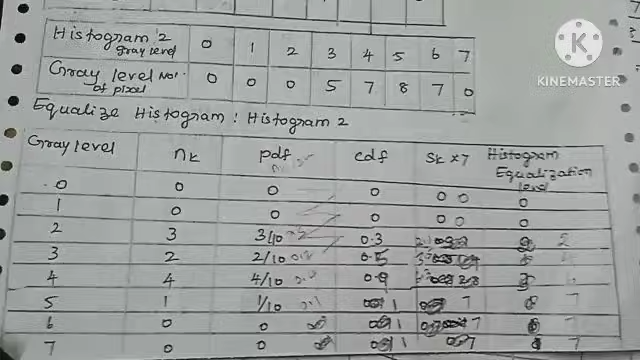 KINEMASTER
Histogram 2 gray level 0 1 2 3 4 5 6 7
Gray level No. of pixel 0 0 0 5 7 8 7 0
Equalize Histogram : Histogram 2
Gray level nk pdf cdf Sk x 7 Histogram Equalization level
0 0 0 0 0 0 0
1 0 0 0 0 0 0
2 3 3/10 0.3 2
3 2 2/10 0.5
4 4 4/10 0.9
5 1 1/10 1 7 7
6 0 0 1 7 7
7 0 0 1 7 7